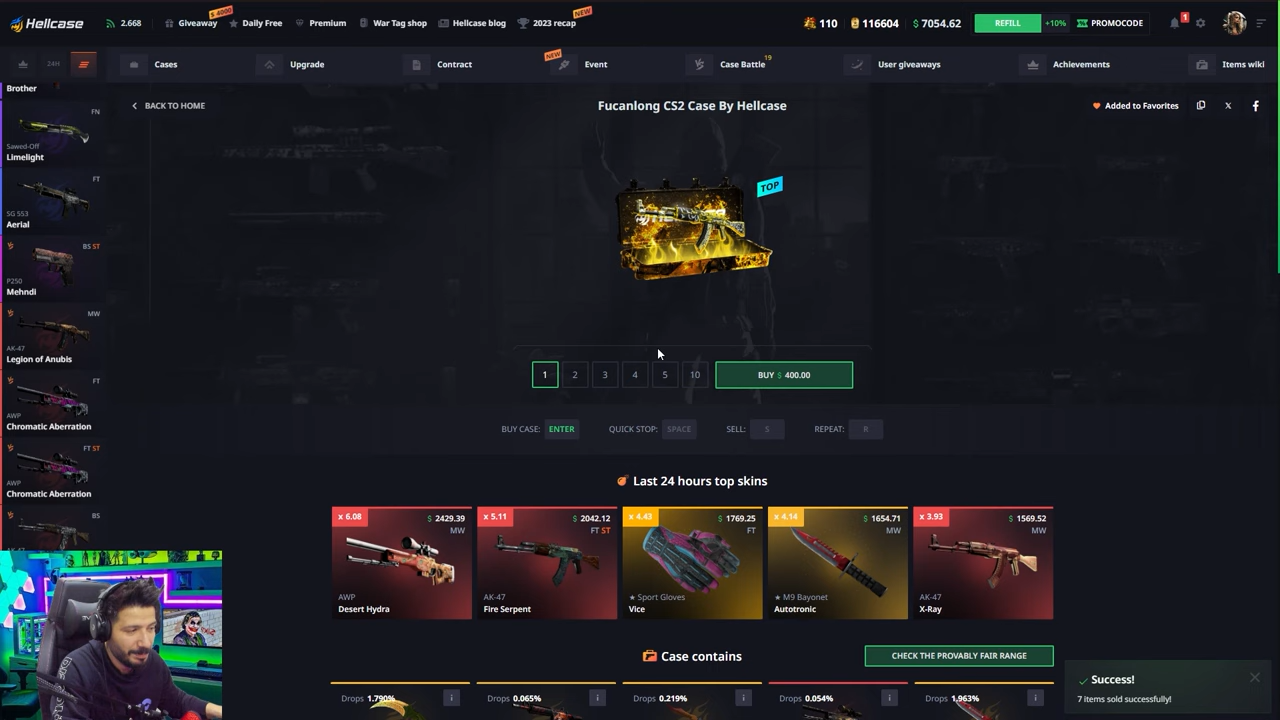 Hellcase
2.668
Giveaway
$ 4000
Daily Free
Premium
War Tag shop
Hellcase blog
2023 recap
NEW
110
116604
$ 7054.62
REFILL
+10%
PROMOCODE
1
24H
Cases
Upgrade
Contract
NEW
Event
Case Battle
19
User giveaways
Achievements
Items wiki
BACK TO HOME
Fucanlong CS2 Case By Hellcase
Added to Favorites
TOP
Brother
FN
Sawed-Off
Limelight
FT
SG 553
Aerial
BS ST
P250
Mehndi
MW
AK-47
Legion of Anubis
FT
AWP
Chromatic Aberration
FT ST
AWP
Chromatic Aberration
BS
1
2
3
4
5
10
BUY $ 400.00
BUY CASE: ENTER
QUICK STOP: SPACE
SELL: S
REPEAT: R
Last 24 hours top skins
x 6.08
$ 2429.39
MW
AWP
Desert Hydra
x 5.11
$ 2042.12
FT ST
AK-47
Fire Serpent
x 4.43
$ 1769.25
FT
★ Sport Gloves
Vice
x 4.14
$ 1654.71
MW
★ M9 Bayonet
Autotronic
x 3.93
$ 1569.52
MW
AK-47
X-Ray
Case contains
CHECK THE PROVABLY FAIR RANGE
Drops 1.790%
Drops 0.065%
Drops 0.219%
Drops 0.054%
Drops 1.963%
Success!
7 items sold successfully!